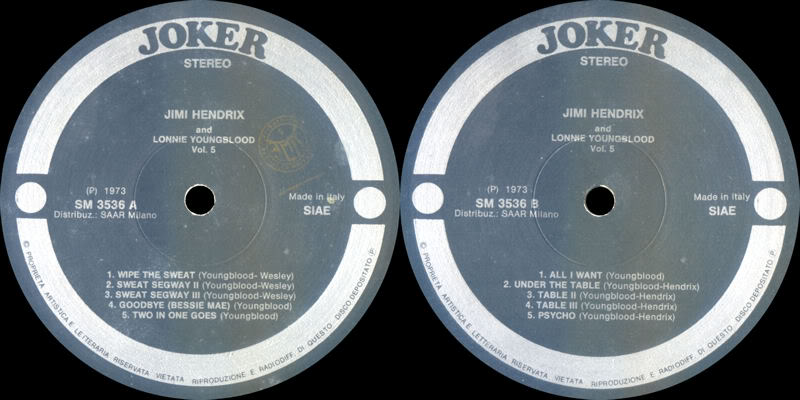 JOKER
STEREO
JIMI HENDRIX
and
LONNIE YOUNGBLOOD
Vol. 5
(P) 1973
SM 3536 A
Distribuz.: SAAR Milano
Made in Italy
SIAE
1. WIPE THE SWEAT (Youngblood- Wesley)
2. SWEAT SEGWAY II (Youngblood-Wesley)
3. SWEAT SEGWAY III (Youngblood-Wesley)
4. GOODBYE (BESSIE MAE) (Youngblood)
5. TWO IN ONE GOES (Youngblood)
© PROPRIETÀ ARTISTICA E LETTERARIA RISERVATA VIETATA RIPRODUZIONE E RADIODIFF. DI QUESTO DISCO DEPOSITATO (P)
JOKER
STEREO
JIMI HENDRIX
and
LONNIE YOUNGBLOOD
Vol. 5
(P) 1973
SM 3536 B
Distribuz.: SAAR Milano
Made in Italy
SIAE
1. ALL I WANT (Youngblood)
2. UNDER THE TABLE (Youngblood-Hendrix)
3. TABLE II (Youngblood-Hendrix)
4. TABLE III (Youngblood-Hendrix)
5. PSYCHO (Youngblood-Hendrix)
© PROPRIETÀ ARTISTICA E LETTERARIA RISERVATA VIETATA RIPRODUZIONE E RADIODIFF. DI QUESTO DISCO DEPOSITATO (P)